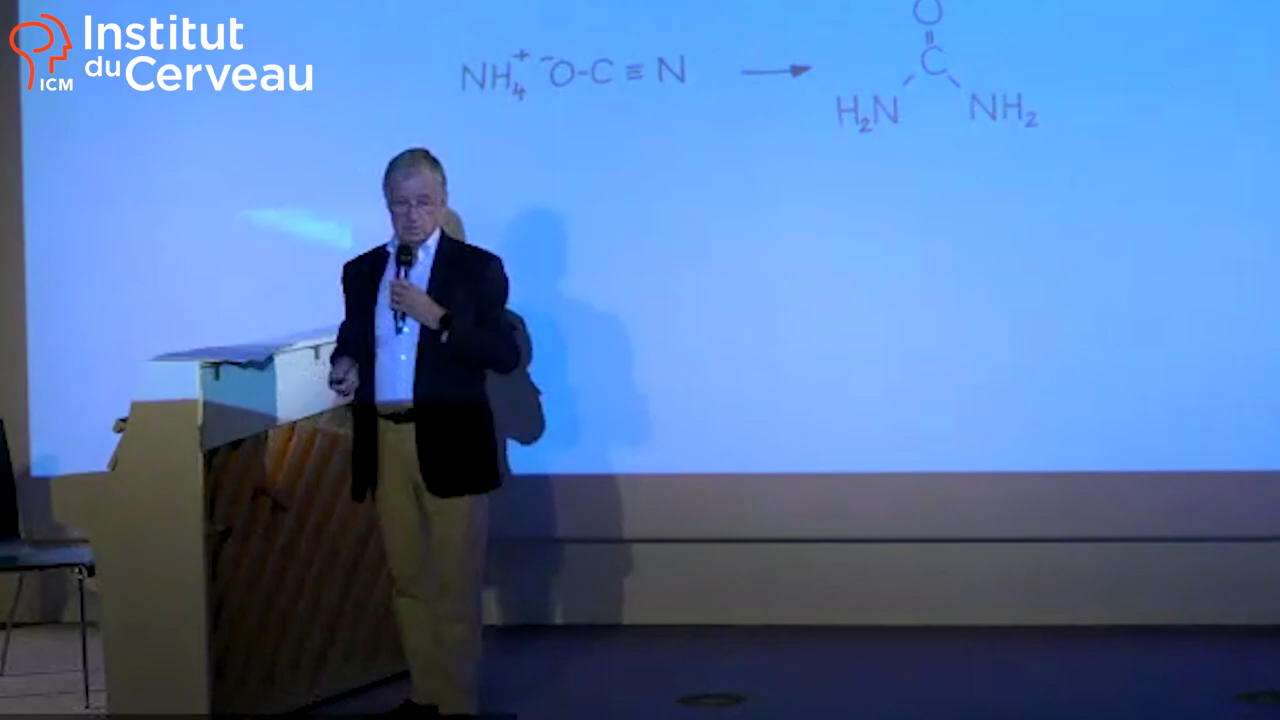 Institut
du Cerveau
ICM
NH₄⁺ ⁻O-C≡N → O
C
H₂N NH₂